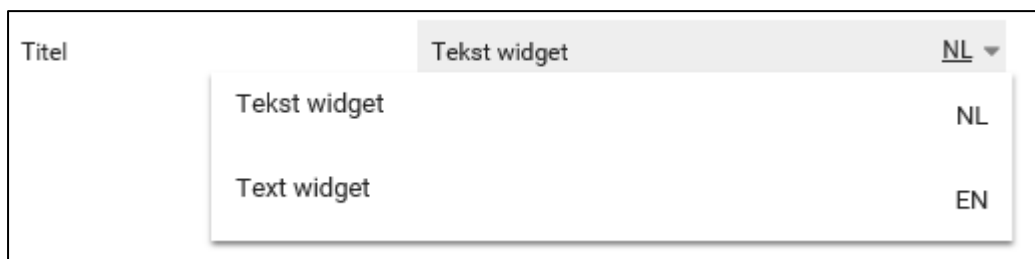 Titel Tekst widget NL
Tekst widget NL
Text widget EN